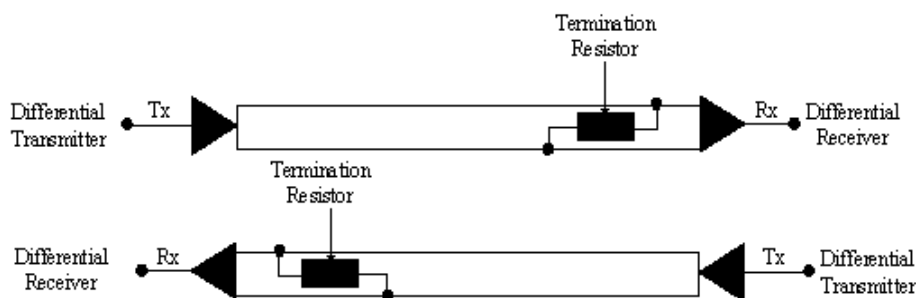 Termination
Resistor
Differential
Transmitter
Tx
Rx
Differential
Receiver
Termination
Resistor
Differential
Receiver
Rx
Tx
Differential
Transmitter